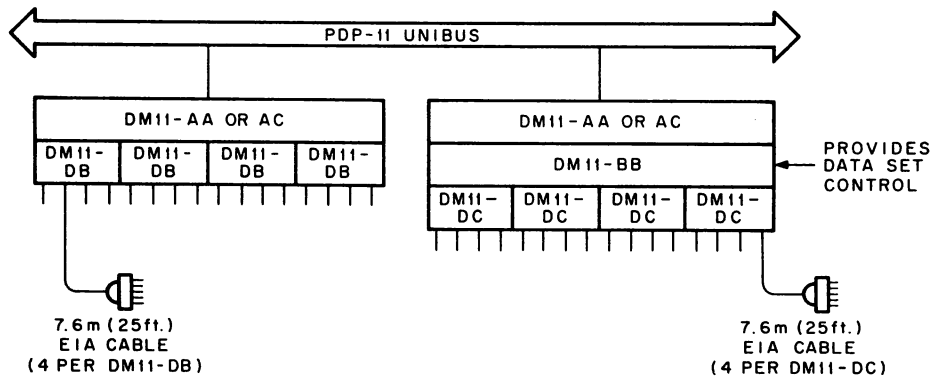 PDP-11 UNIBUS
DM11-AA OR AC
DM11-DB
DM11-DB
DM11-DB
DM11-DB
7.6m (25ft.)
EIA CABLE
(4 PER DM11-DB)
DM11-AA OR AC
DM11-BB
PROVIDES
DATA SET
CONTROL
DM11-DC
DM11-DC
DM11-DC
DM11-DC
7.6m (25ft.)
EIA CABLE
(4 PER DM11-DC)